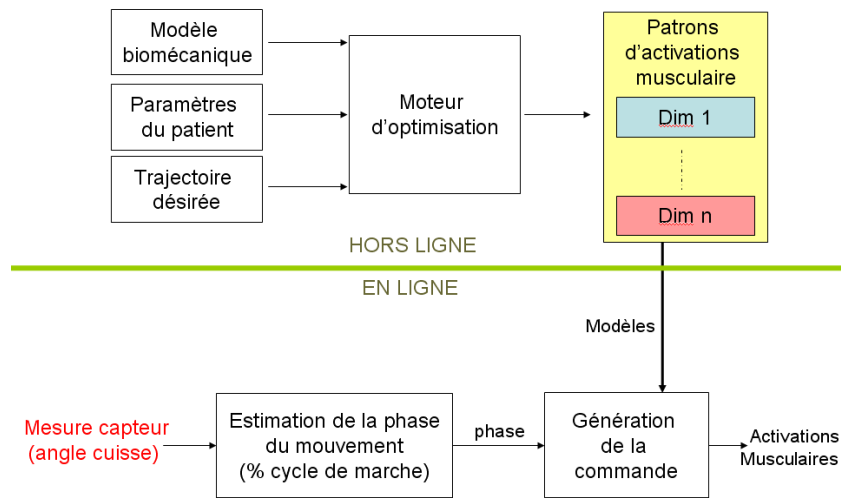 Modèle
biomécanique
Paramètres
du patient
Trajectoire
désirée
Moteur
d'optimisation
Patrons
d'activations
musculaire
Dim 1
Dim n
HORS LIGNE
EN LIGNE
Modèles
Mesure capteur
(angle cuisse)
Estimation de la phase
du mouvement
(% cycle de marche)
phase
Génération
de la
commande
Activations
Musculaires